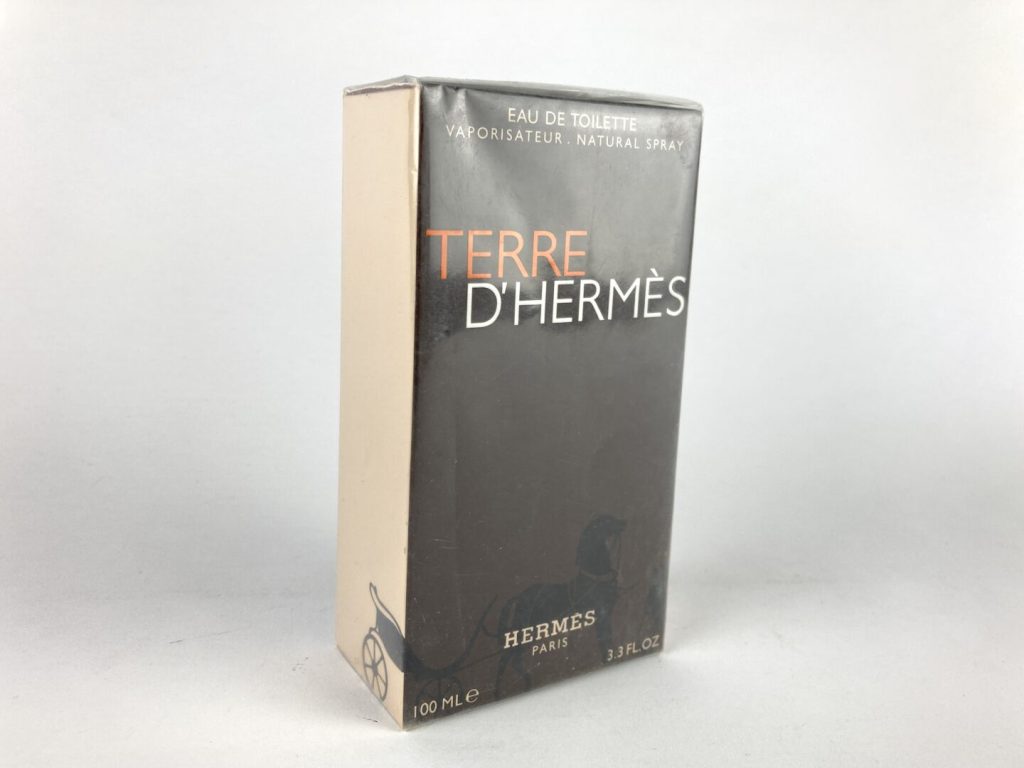 EAU DE TOILETTE
VAPORISATEUR . NATURAL SPRAY
TERRE
D'HERMÈS
HERMÈS
PARIS
100 ML ℮
3.3 FL.OZ